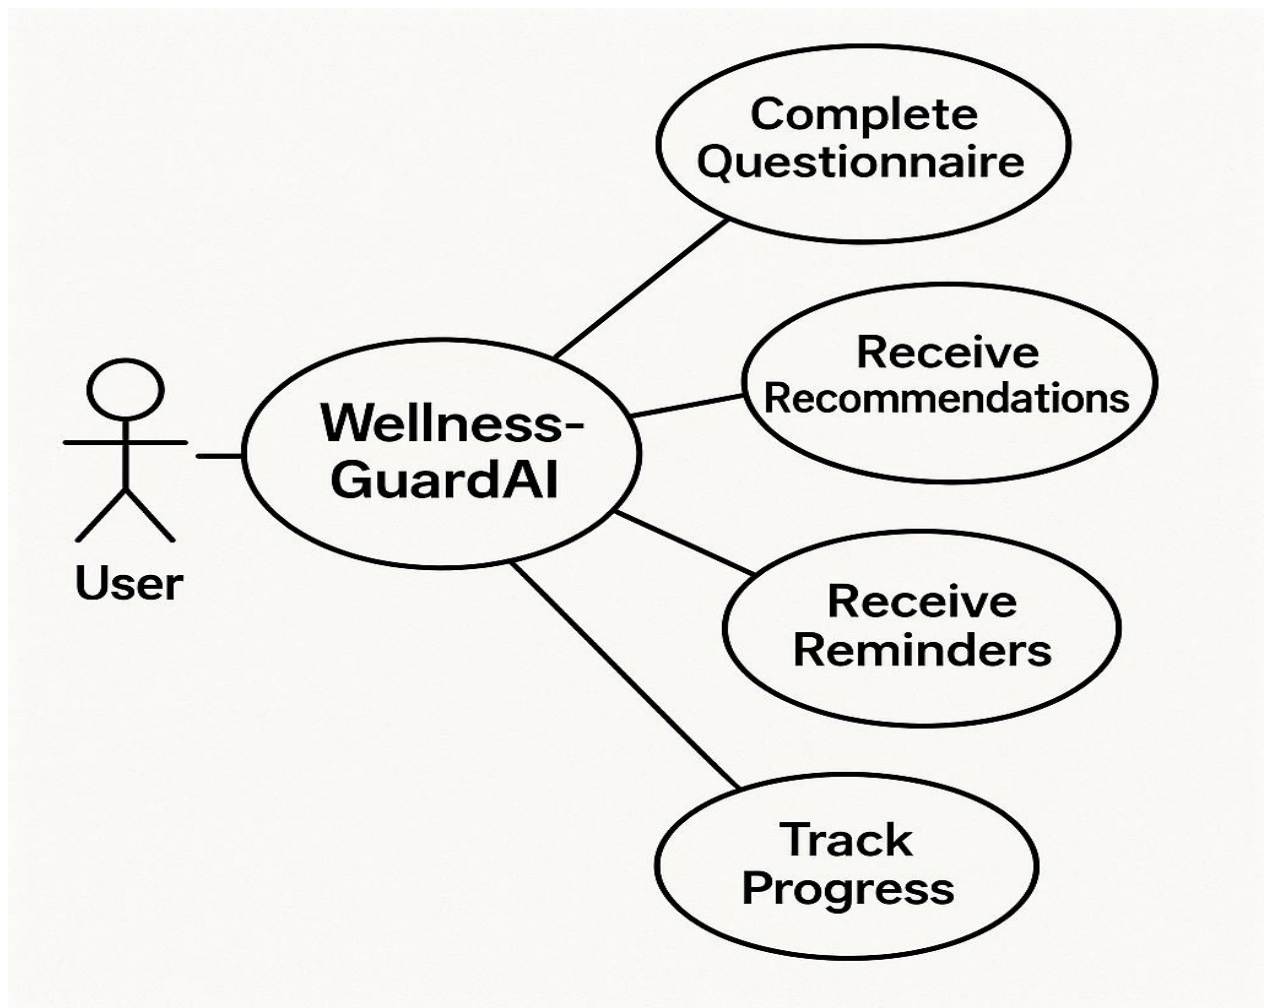 Complete
Questionnaire
Receive
Recommendations
Wellness-
GuardAI
User
Receive
Reminders
Track
Progress